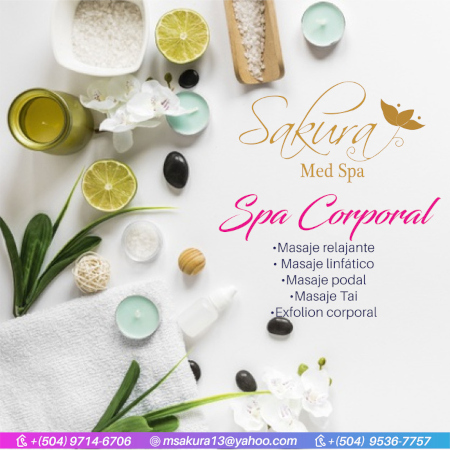 Sakura
Med Spa
Spa Corporal
•Masaje relajante
• Masaje linfático
•Masaje podal
•Masaje Tai
•Exfolion corporal
+(504) 9714-6706 @ msakura13@yahoo.com +(504) 9536-7757